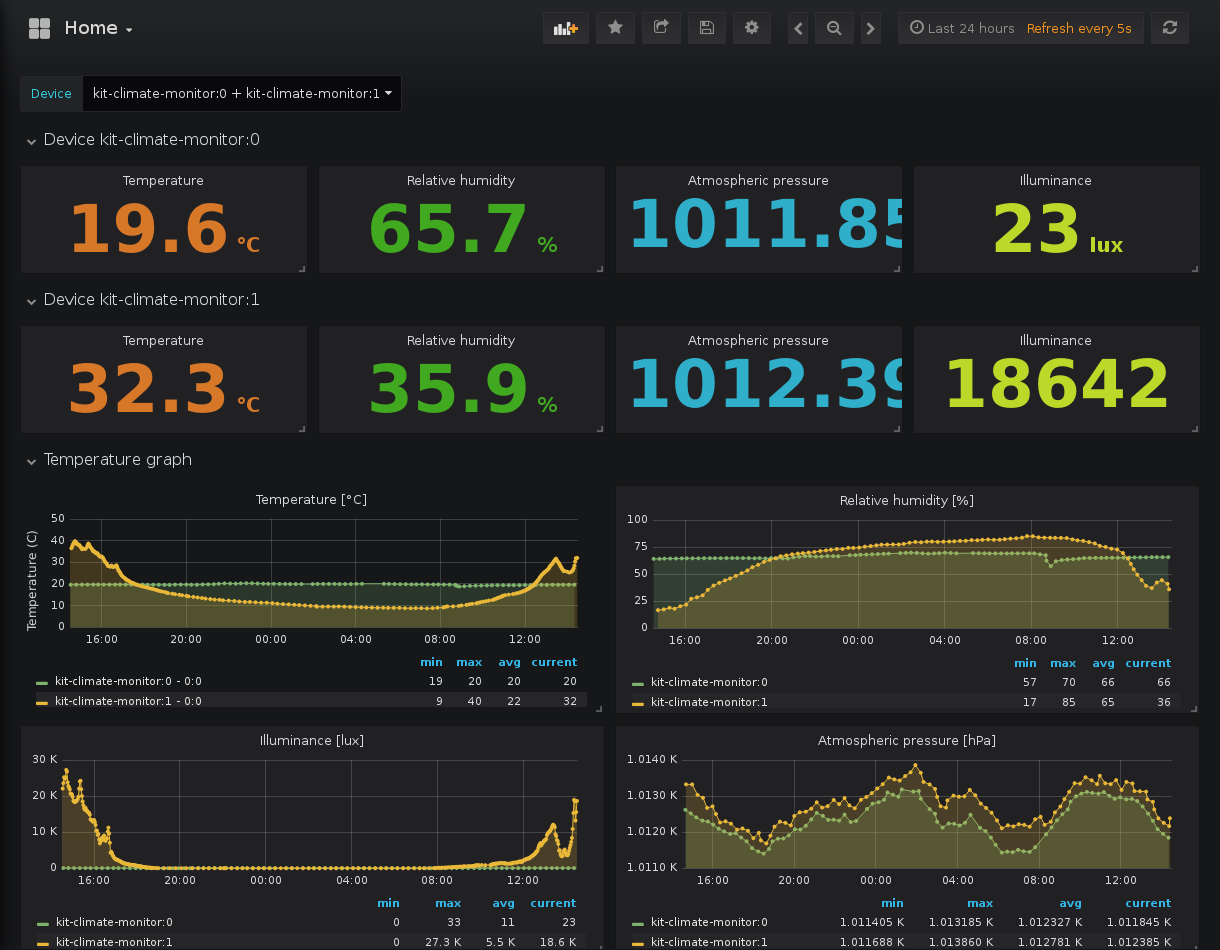 Home
Last 24 hours Refresh every 5s
Device kit-climate-monitor:0 + kit-climate-monitor:1
Device kit-climate-monitor:0
Temperature Relative humidity Atmospheric pressure Illuminance
19.6 °C 65.7 % 1011.85 23 lux
Device kit-climate-monitor:1
Temperature Relative humidity Atmospheric pressure Illuminance
32.3 °C 35.9 % 1012.39 18642
Temperature graph
Temperature [°C]
Temperature (C)
50
40
30
20
10
0
16:00 20:00 00:00 04:00 08:00 12:00
min max avg current
kit-climate-monitor:0 - 0:0 19 20 20 20
kit-climate-monitor:1 - 0:0 9 40 22 32
Relative humidity [%]
100
75
50
25
0
16:00 20:00 00:00 04:00 08:00 12:00
min max avg current
kit-climate-monitor:0 57 70 66 66
kit-climate-monitor:1 17 85 65 36
Illuminance [lux]
30 K
20 K
10 K
0
16:00 20:00 00:00 04:00 08:00 12:00
min max avg current
kit-climate-monitor:0 0 33 11 23
kit-climate-monitor:1 0 27.3 K 5.5 K 18.6 K
Atmospheric pressure [hPa]
1.0140 K
1.0130 K
1.0120 K
1.0110 K
16:00 20:00 00:00 04:00 08:00 12:00
min max avg current
kit-climate-monitor:0 1.011405 K 1.013185 K 1.012327 K 1.011845 K
kit-climate-monitor:1 1.011688 K 1.013860 K 1.012781 K 1.012385 K